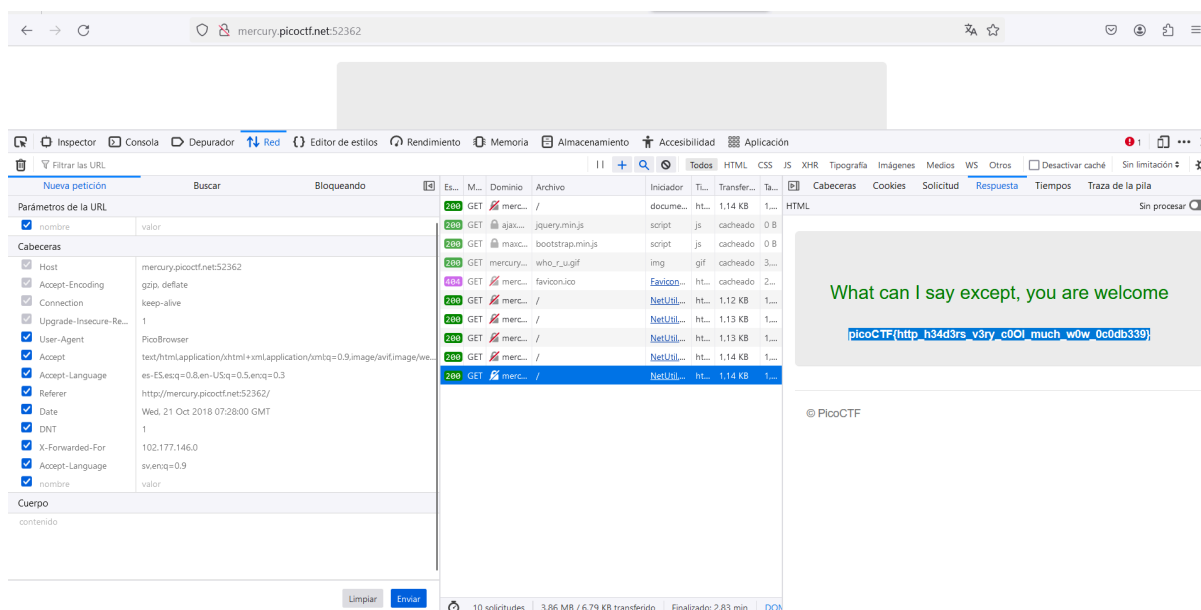 mercury.picoctf.net:52362
Inspector Consola Depurador Red Editor de estilos Rendimiento Memoria Almacenamiento Accesibilidad Aplicación 1
Filtrar las URL
Todos HTML CSS JS XHR Tipografía Imágenes Medios WS Otros Desactivar caché Sin limitación
Nueva petición Buscar Bloqueando
Es... M... Dominio Archivo Iniciador Ti... Transfer... Ta...
Cabeceras Cookies Solicitud Respuesta Tiempos Traza de la pila
Parámetros de la URL
nombre valor
Cabeceras
Host mercury.picoctf.net:52362
Accept-Encoding gzip, deflate
Connection keep-alive
Upgrade-Insecure-Re... 1
User-Agent PicoBrowser
Accept text/html,application/xhtml+xml,application/xml;q=0.9,image/avif,image/we...
Accept-Language es-ES,es;q=0.8,en-US;q=0.5,en;q=0.3
Referer http://mercury.picoctf.net:52362/
Date Wed, 21 Oct 2018 07:28:00 GMT
DNT 1
X-Forwarded-For 102.177.146.0
Accept-Language sv,en;q=0.9
nombre valor
Cuerpo
contenido
Limpiar Enviar
200 GET merc... / docume... ht... 1,14 KB 1,...
200 GET ajax.... jquery.min.js script js cacheado 0 B
200 GET maxc... bootstrap.min.js script js cacheado 0 B
200 GET mercury... who_r_u.gif img gif cacheado 3,...
404 GET merc... favicon.ico Favicon... ht... cacheado 2...
200 GET merc... / NetUtil... ht... 1,12 KB 1,...
200 GET merc... / NetUtil... ht... 1,13 KB 1,...
200 GET merc... / NetUtil... ht... 1,13 KB 1,...
200 GET merc... / NetUtil... ht... 1,14 KB 1,...
200 GET merc... / NetUtil... ht... 1,14 KB 1,...
10 solicitudes 3,86 MB / 6,79 KB transferido Finalizado: 2,83 min DON
HTML Sin procesar
What can I say except, you are welcome
picoCTF{http_h34d3rs_v3ry_c0Ol_much_w0w_0c0db339}
© PicoCTF